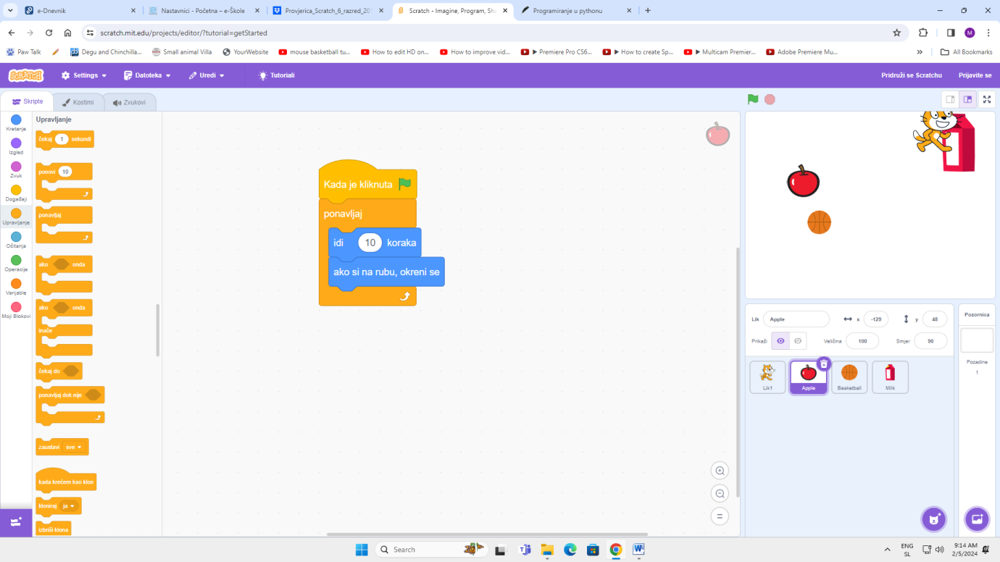 e-Dnevnik
Nastavnici - Početna – e-Škole
Provjerica_Scratch_6_razred_20
Scratch - Imagine, Program, Sh
Programiranje u pythonu
scratch.mit.edu/projects/editor/?tutorial=getStarted
M
Paw Talk
Degu and Chinchilla...
Small animal Villa
YourWebsite
mouse basketball tu...
How to edit HD on...
How to improve vid...
▶ Premiere Pro CS6...
▶ How to create Sp...
▶ Multicam Premier...
Adobe Premiere Mu...
All Bookmarks
SCRATCH
Settings
Datoteka
Uredi
Tutoriali
Pridruži se Scratchu
Prijavite se
Skripte
Kostimi
Zvukovi
Kretanje
Izgled
Zvuk
Događaji
Upravljanje
Očitanja
Operacije
Varijable
Moji Blokovi
Upravljanje
čekaj 1 sekundi
ponovi 10
ponavljaj
ako onda
ako onda
inače
čekaj do
ponavljaj dok nije
zaustavi sve
kada krećem kao klon
kloniraj ja
izbriši klona
Kada je kliknuta
ponavljaj
idi 10 koraka
ako si na rubu, okreni se
Lik Apple x -129 y 48
Prikaži Veličina 100 Smjer 90
Lik1
Apple
Basketball
Milk
Pozornica
Pozadine
1
Search
ENG
SL
9:14 AM
2/5/2024